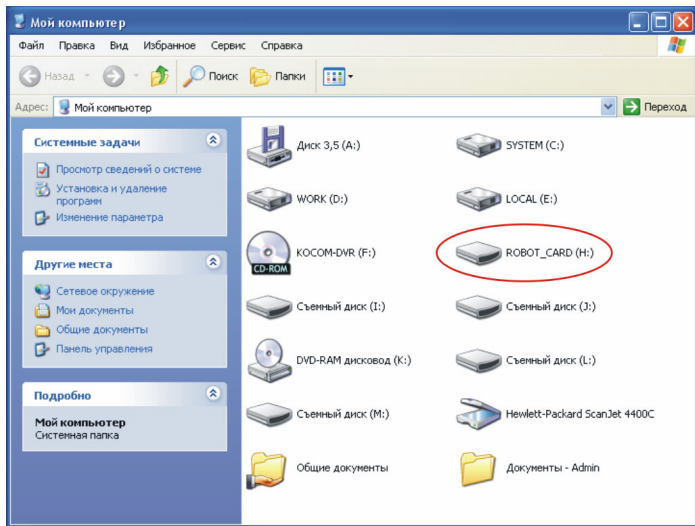 Мой компьютер
Файл Правка Вид Избранное Сервис Справка
Назад Поиск Папки
Адрес: Мой компьютер Переход
Системные задачи
Просмотр сведений о системе
Установка и удаление
программ
Изменение параметра
Другие места
Сетевое окружение
Мои документы
Общие документы
Панель управления
Подробно
Мой компьютер
Системная папка
Диск 3,5 (A:) SYSTEM (C:)
WORK (D:) LOCAL (E:)
KOCOM-DVR (F:) ROBOT_CARD (H:)
CD-ROM
Съемный диск (I:) Съемный диск (J:)
DVD-RAM дисковод (K:) Съемный диск (L:)
Съемный диск (M:) Hewlett-Packard ScanJet 4400C
Общие документы Документы - Admin